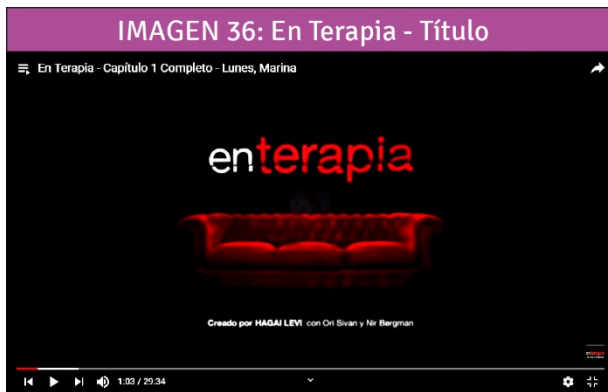 IMAGEN 36: En Terapia - Título
En Terapia - Capítulo 1 Completo - Lunes, Marina
enterapia
Creado por HAGAI LEVI con Ori Sivan y Nir Bergman
enterapia
1:03 / 29:34